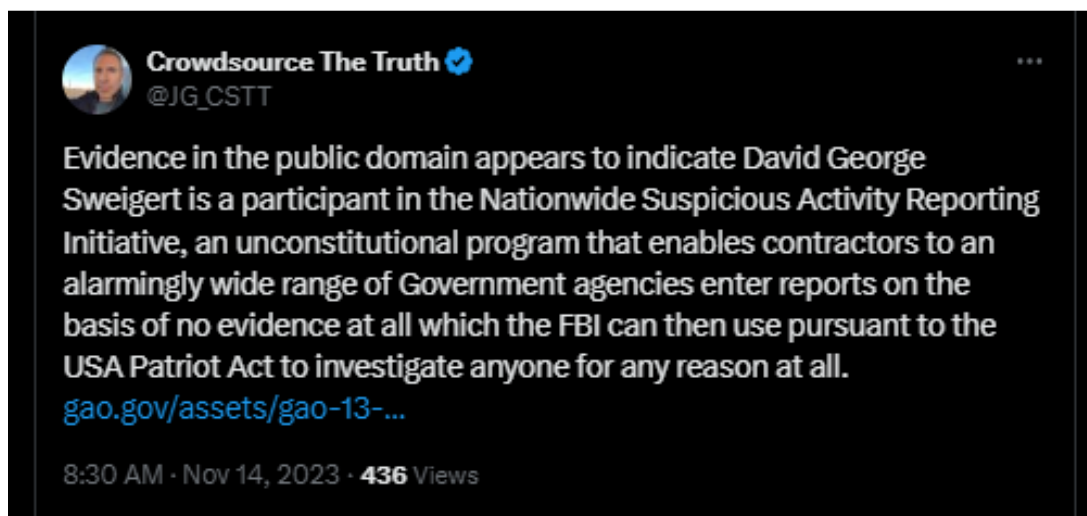 Crowdsource The Truth
@JG_CSTT
Evidence in the public domain appears to indicate David George
Sweigert is a participant in the Nationwide Suspicious Activity Reporting
Initiative, an unconstitutional program that enables contractors to an
alarmingly wide range of Government agencies enter reports on the
basis of no evidence at all which the FBI can then use pursuant to the
USA Patriot Act to investigate anyone for any reason at all.
gao.gov/assets/gao-13-...
8:30 AM · Nov 14, 2023 · 436 Views